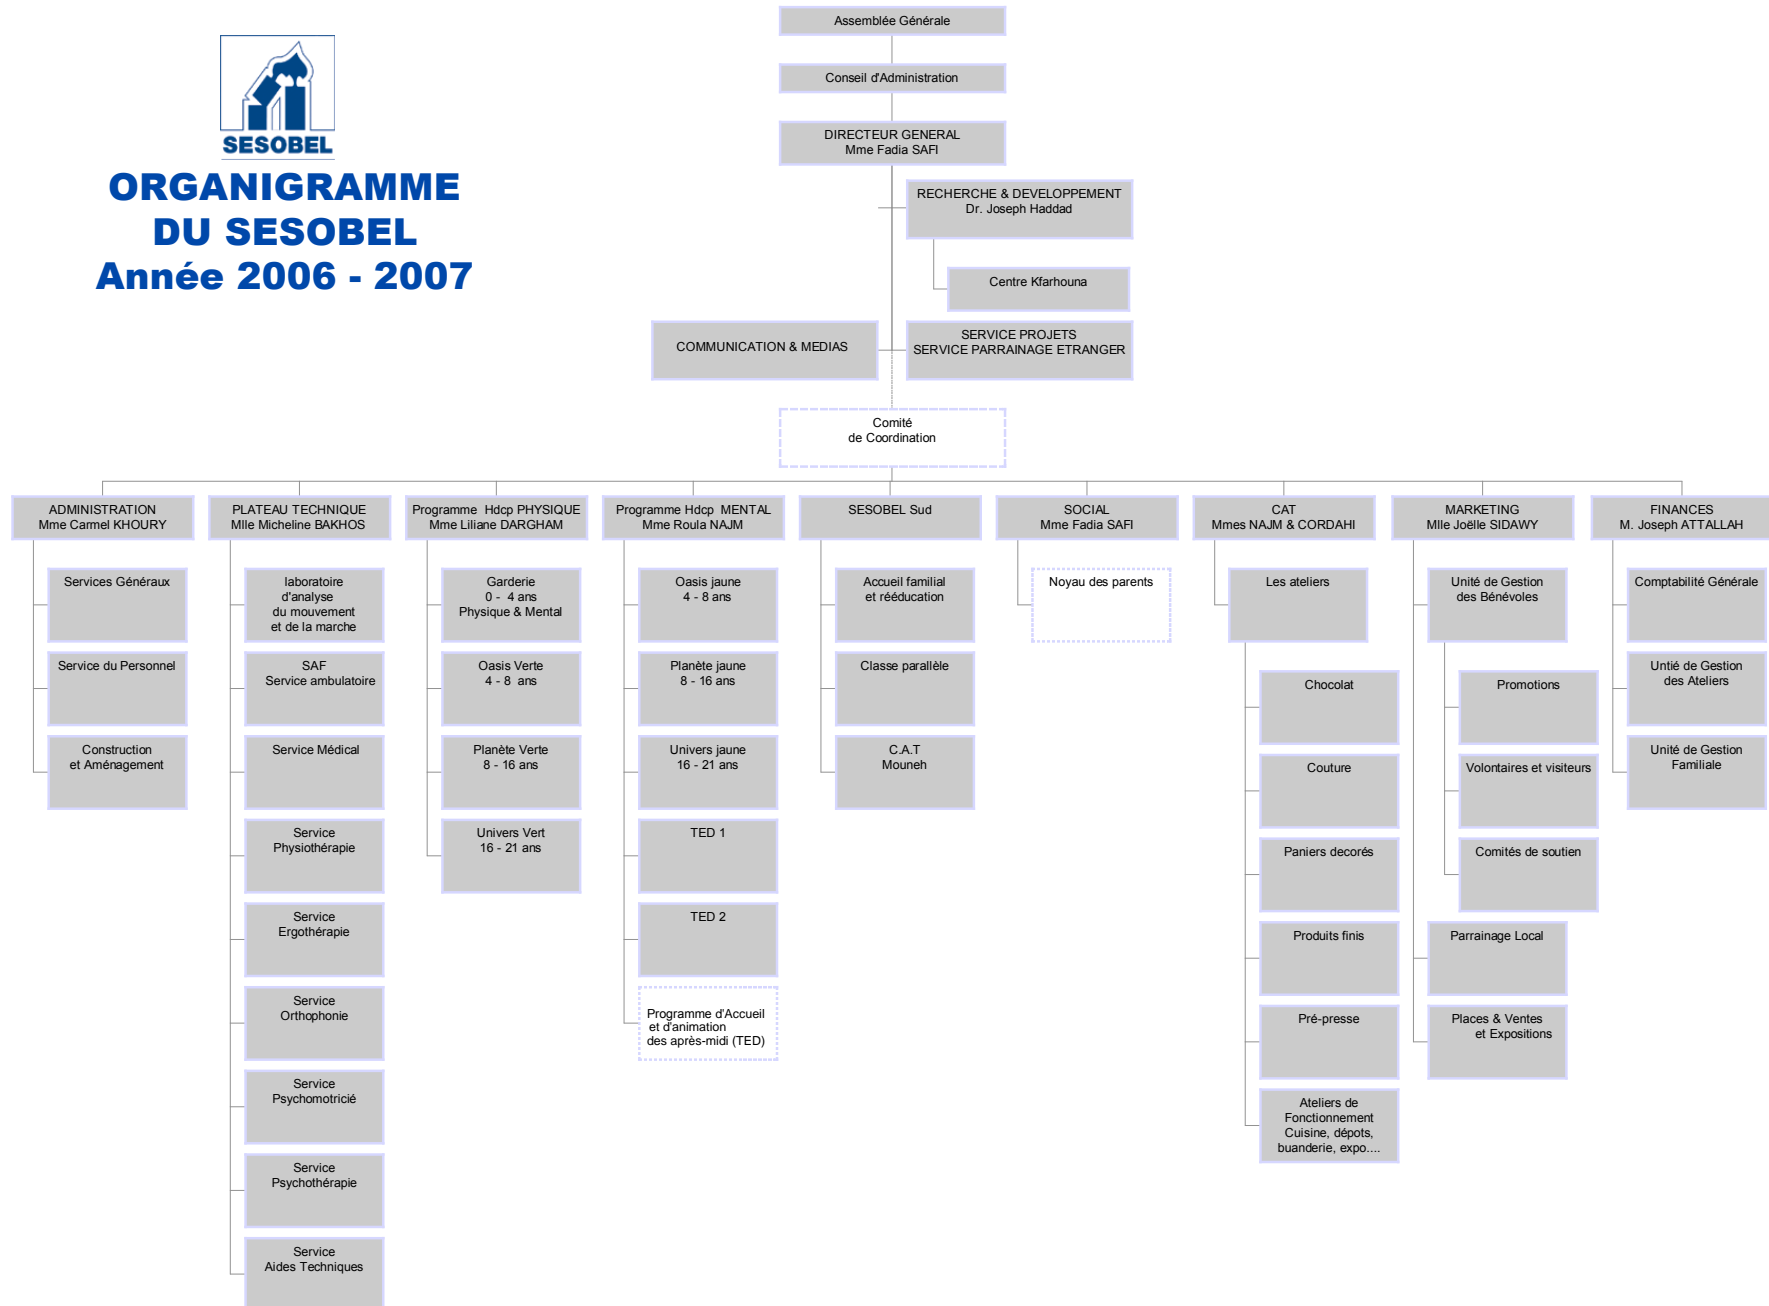 SESOBEL
ORGANIGRAMME
DU SESOBEL
Année 2006 - 2007
Assemblée Générale
Conseil d'Administration
DIRECTEUR GENERAL
Mme Fadia SAFI
RECHERCHE & DEVELOPPEMENT
Dr. Joseph Haddad
Centre Kfarhouna
COMMUNICATION & MEDIAS
SERVICE PROJETS
SERVICE PARRAINAGE ETRANGER
Comité
de Coordination
ADMINISTRATION
Mme Carmel KHOURY
Services Généraux
Service du Personnel
Construction
et Aménagement
PLATEAU TECHNIQUE
Mlle Micheline BAKHOS
laboratoire
d'analyse
du mouvement
et de la marche
SAF
Service ambulatoire
Service Médical
Service
Physiothérapie
Service
Ergothérapie
Service
Orthophonie
Service
Psychomotricié
Service
Psychothérapie
Service
Aides Techniques
Programme Hdcp PHYSIQUE
Mme Liliane DARGHAM
Garderie
0 - 4 ans
Physique & Mental
Oasis Verte
4 - 8 ans
Planète Verte
8 - 16 ans
Univers Vert
16 - 21 ans
Programme Hdcp MENTAL
Mme Roula NAJM
Oasis jaune
4 - 8 ans
Planète jaune
8 - 16 ans
Univers jaune
16 - 21 ans
TED 1
TED 2
Programme d'Accueil
et d'animation
des après-midi (TED)
SESOBEL Sud
Accueil familial
et rééducation
Classe parallèle
C.A.T
Mouneh
SOCIAL
Mme Fadia SAFI
Noyau des parents
CAT
Mmes NAJM & CORDAHI
Les ateliers
Chocolat
Couture
Paniers decorés
Produits finis
Pré-presse
Ateliers de
Fonctionnement
Cuisine, dépots,
buanderie, expo....
MARKETING
Mlle Joëlle SIDAWY
Unité de Gestion
des Bénévoles
Promotions
Volontaires et visiteurs
Comités de soutien
Parrainage Local
Places & Ventes
et Expositions
FINANCES
M. Joseph ATTALLAH
Comptabilité Générale
Untié de Gestion
des Ateliers
Unité de Gestion
Familiale